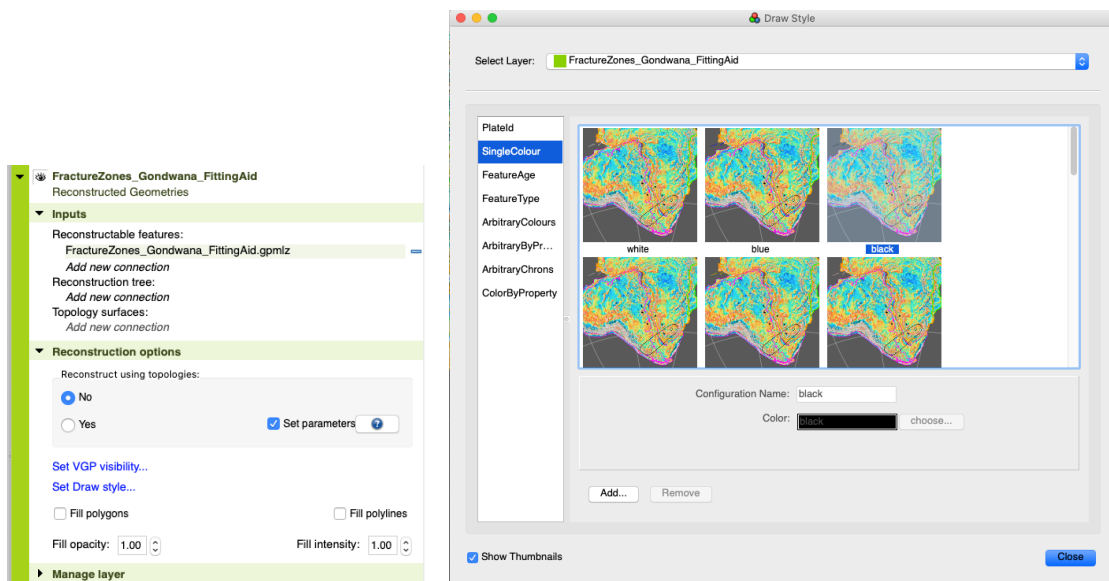 FractureZones_Gondwana_FittingAid
Reconstructed Geometries
Inputs
Reconstructable features:
FractureZones_Gondwana_FittingAid.gpmlz
Add new connection
Reconstruction tree:
Add new connection
Topology surfaces:
Add new connection
Reconstruction options
Reconstruct using topologies:
No
Yes
Set parameters
?
Set VGP visibility...
Set Draw style...
Fill polygons
Fill polylines
Fill opacity: 1.00
Fill intensity: 1.00
Manage layer
Draw Style
Select Layer: FractureZones_Gondwana_FittingAid
PlateId
SingleColour
FeatureAge
FeatureType
ArbitraryColours
ArbitraryByPr...
ArbitraryChrons
ColorByProperty
white
blue
black
Configuration Name: black
Color: black choose...
Add...
Remove
Show Thumbnails
Close